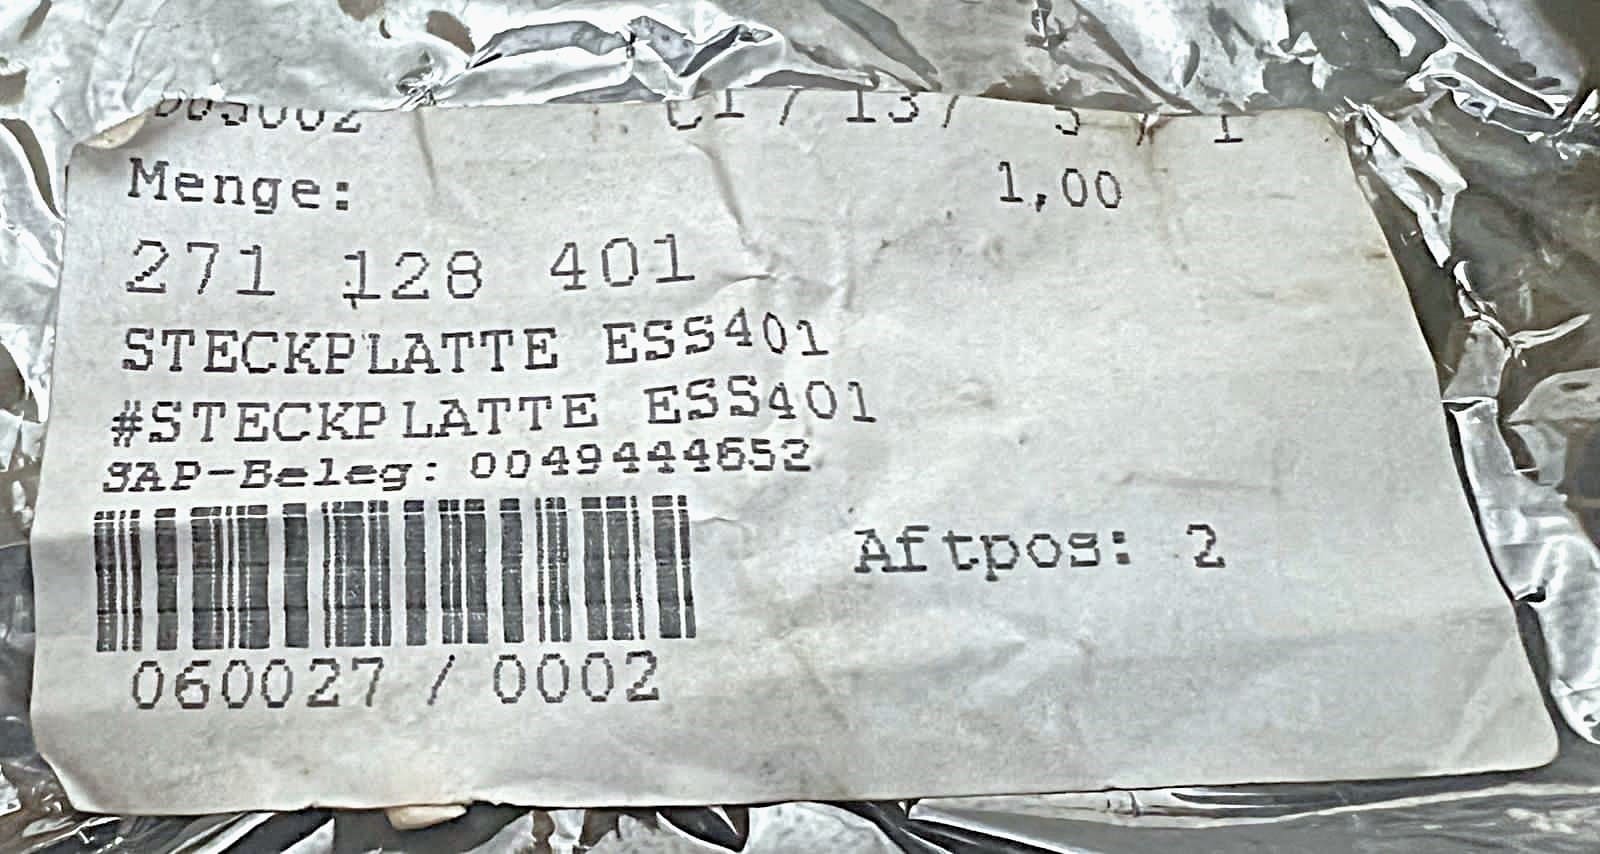 Menge: 1,00
271 128 401
STECKPLATTE ESS401
#STECKPLATTE ESS401
SAP-Beleg: 0049444652
Aftpos: 2
060027 / 0002